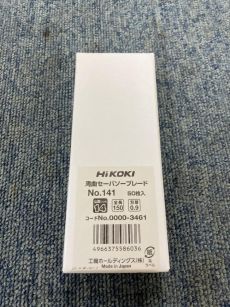 HiKOKI
湾曲セーバソーブレード
No.141 50枚入
全長 150
厚さ 0.9
コードNo.0000-3461
4966375586036
工機ホールディングス(株)
Made in Japan